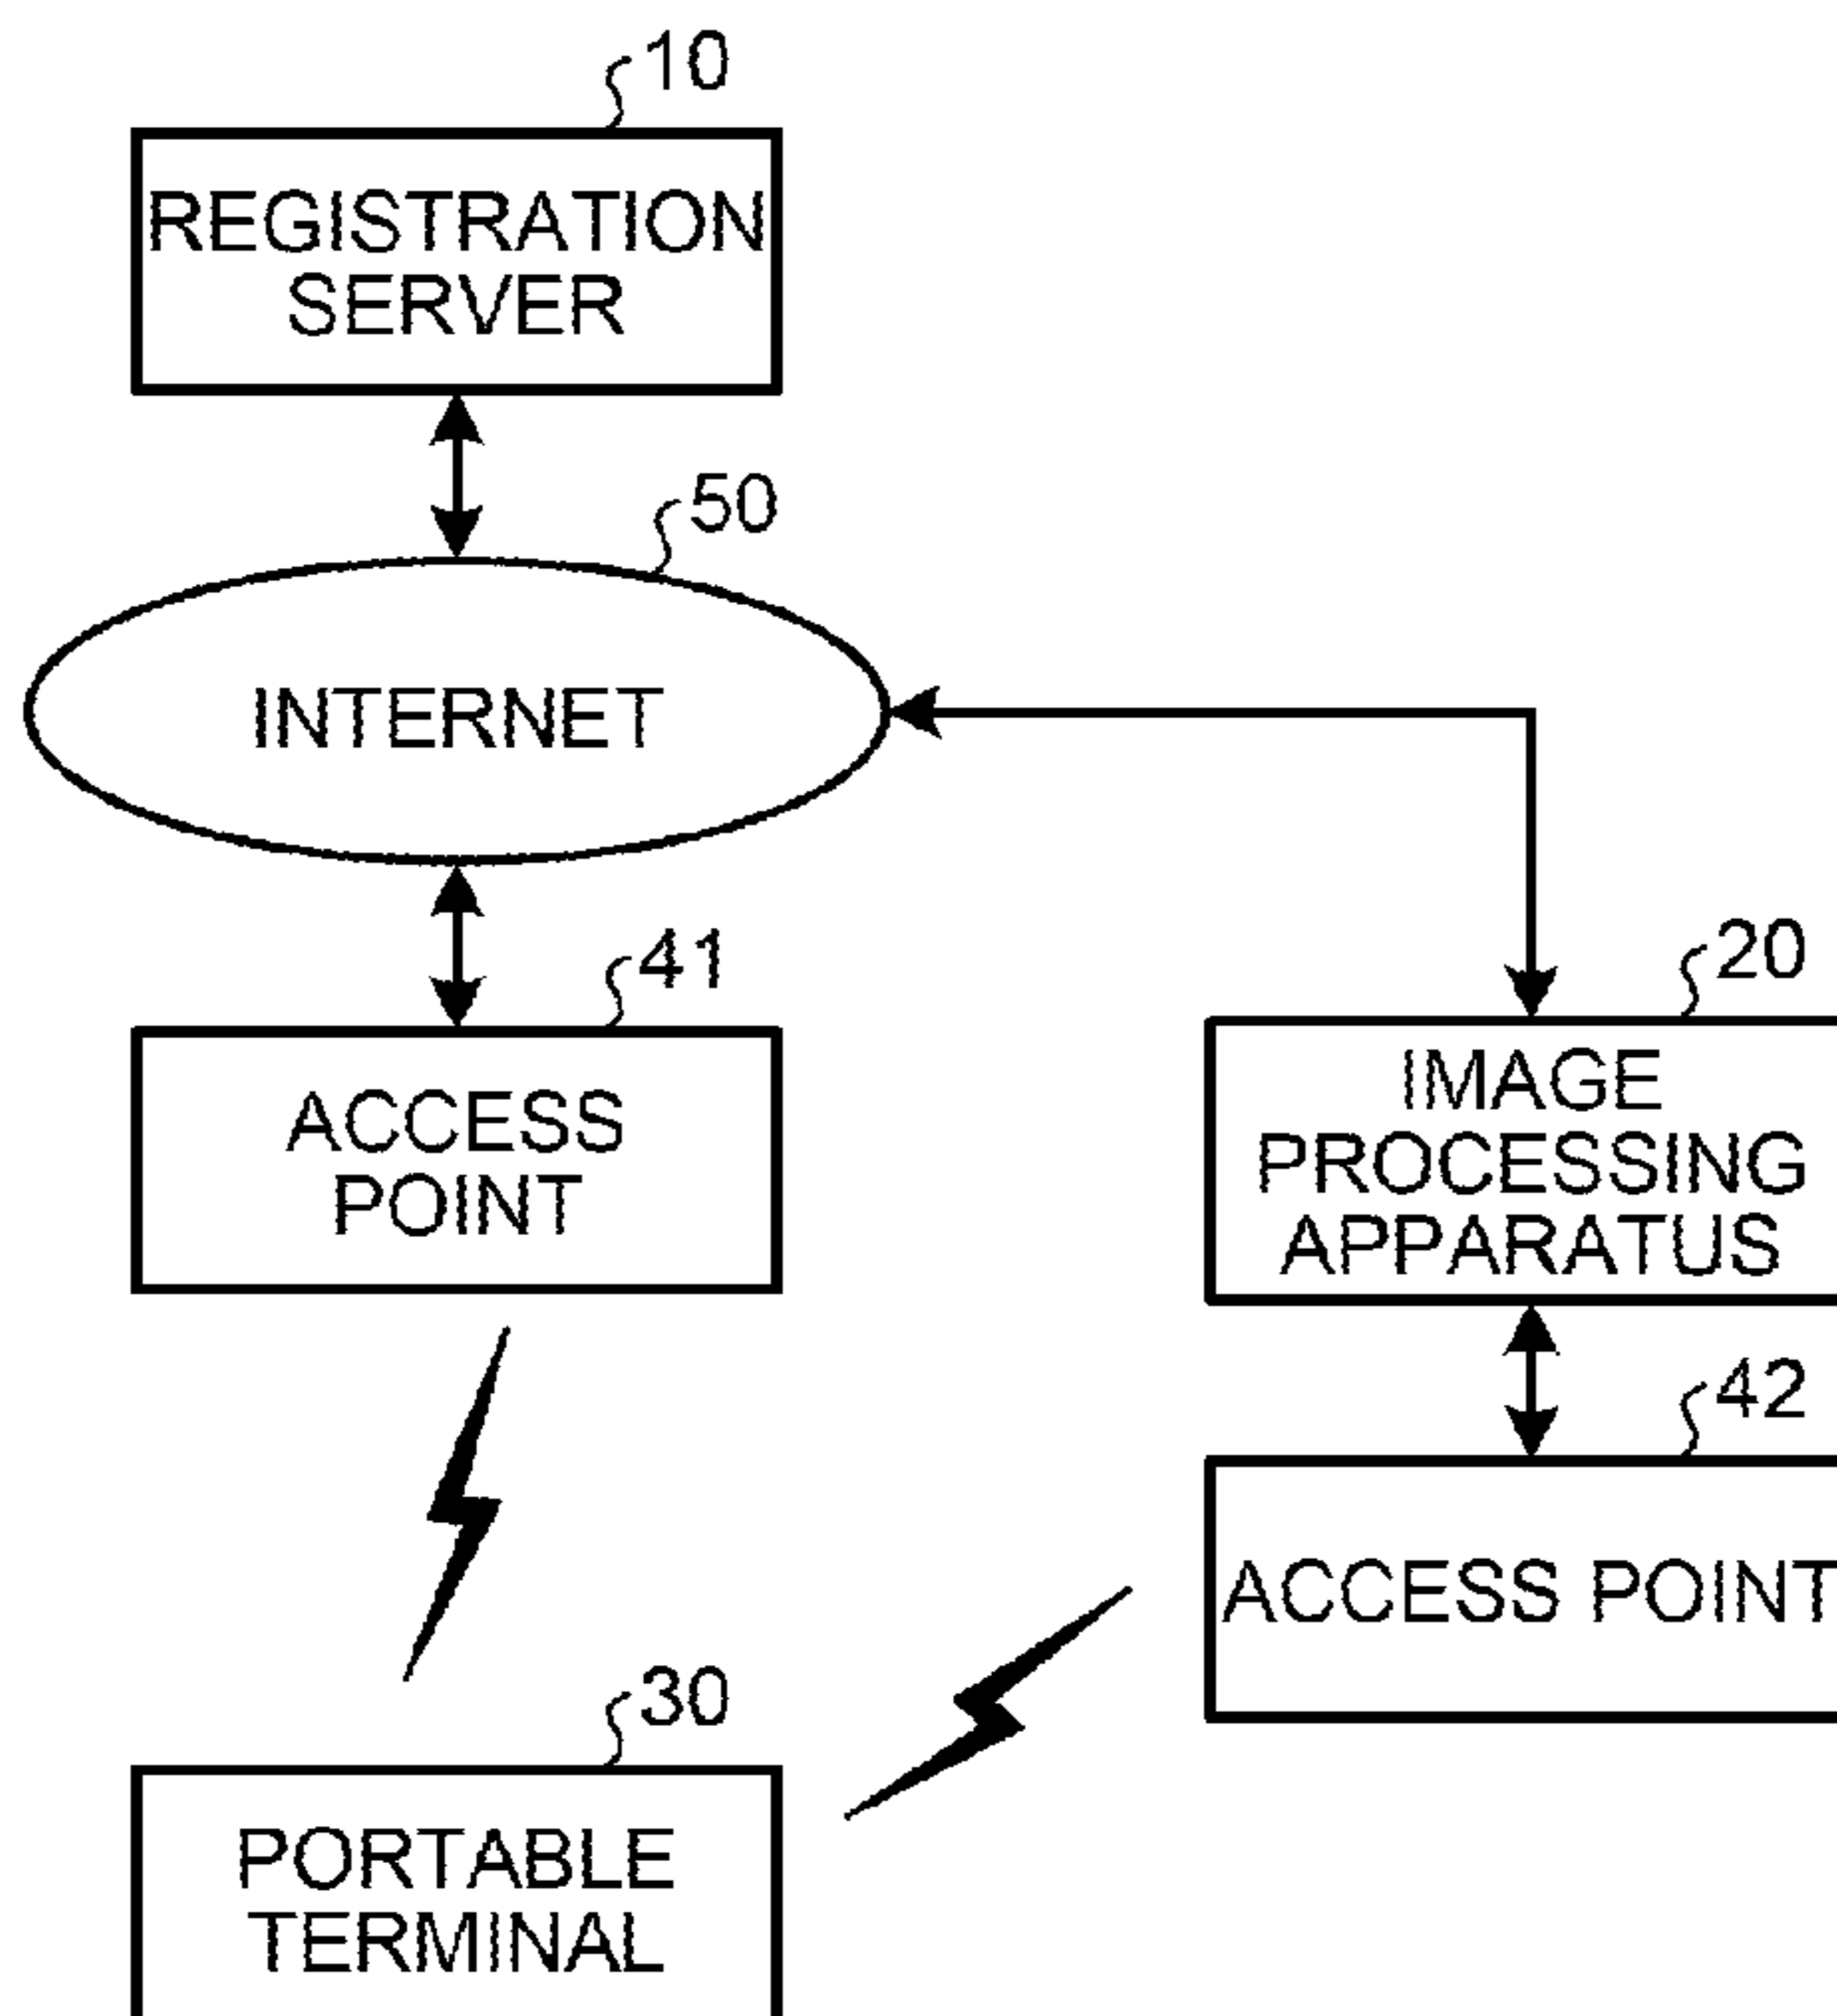 10
REGISTRATION
SERVER
50
INTERNET
41
ACCESS
POINT
20
IMAGE
PROCESSING
APPARATUS
42
ACCESS POINT
30
PORTABLE
TERMINAL